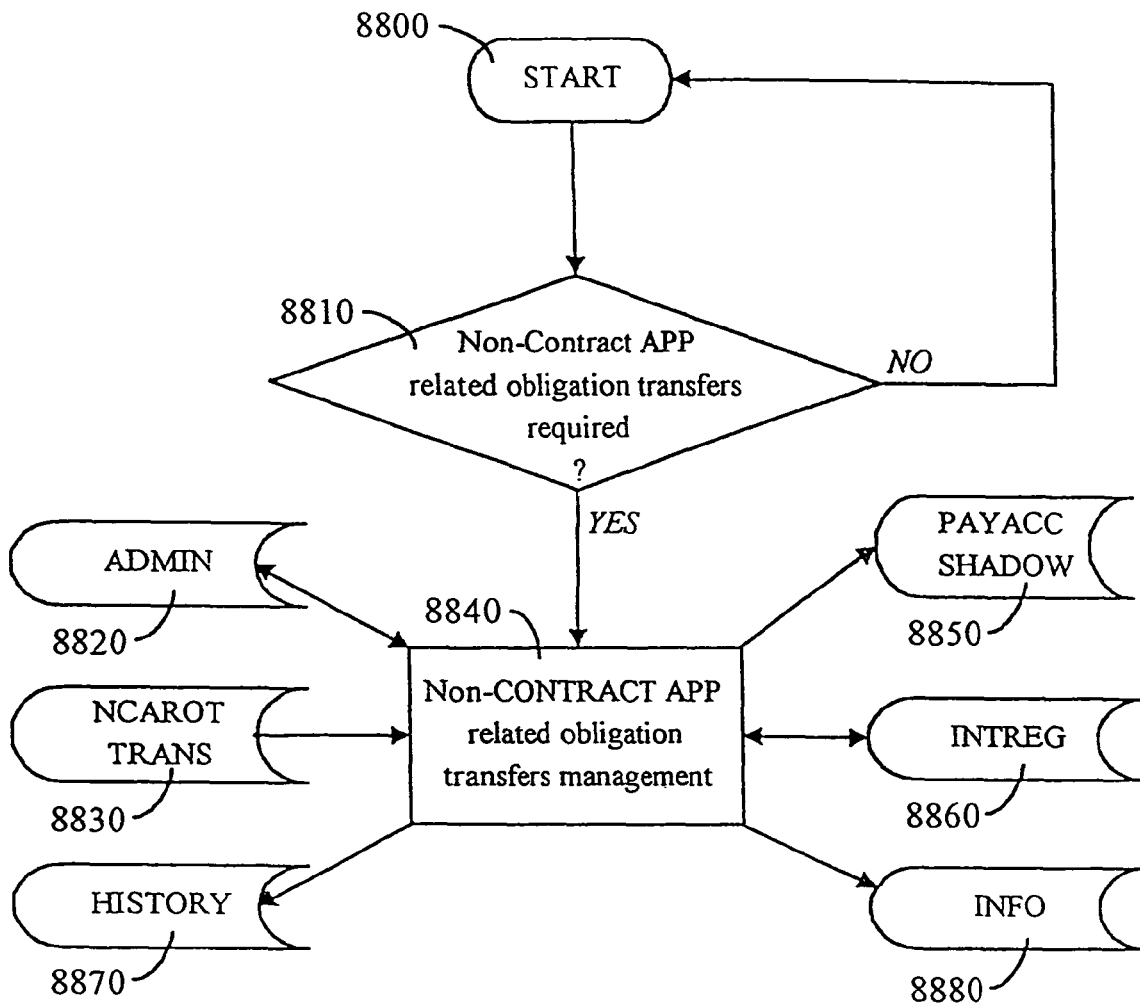 8800
START
8810
Non-Contract APP
related obligation transfers
required
?
NO
YES
ADMIN
8820
PAYACC
SHADOW
8850
8840
Non-CONTRACT APP
related obligation
transfers management
NCAROT
TRANS
8830
INTREG
8860
HISTORY
8870
INFO
8880